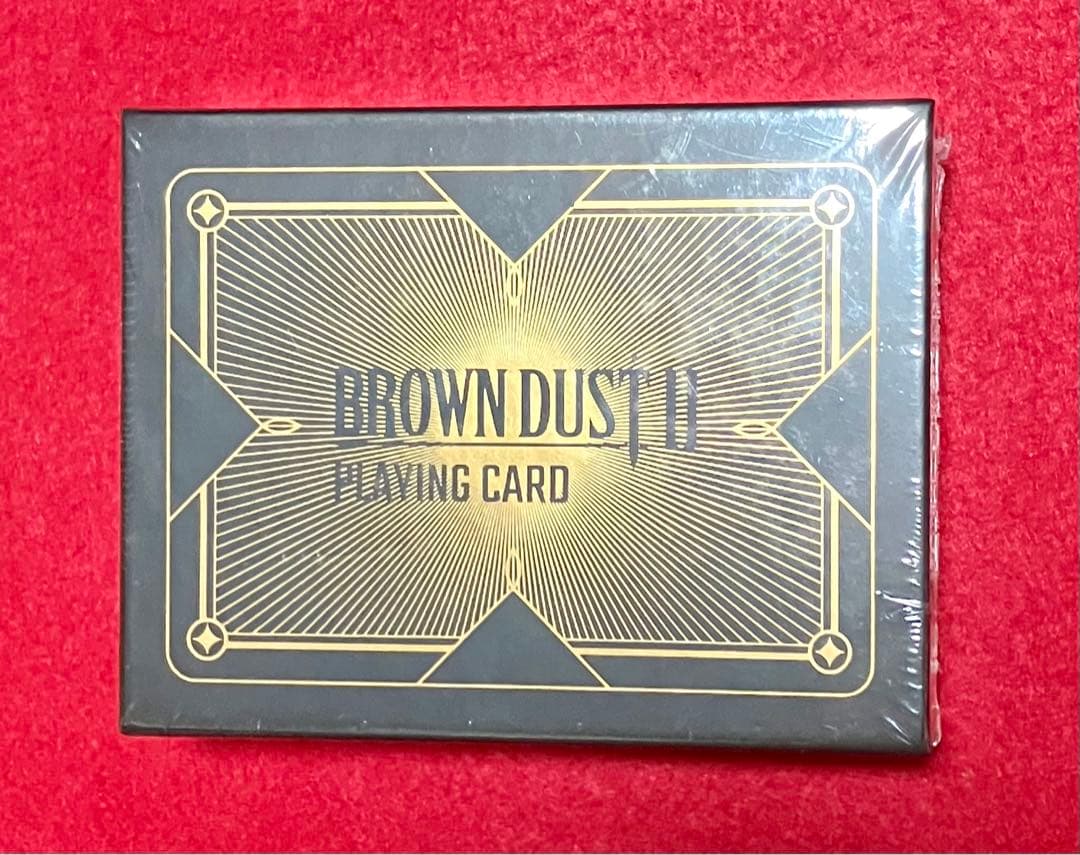 BROWN DUST II
PLAYING CARD